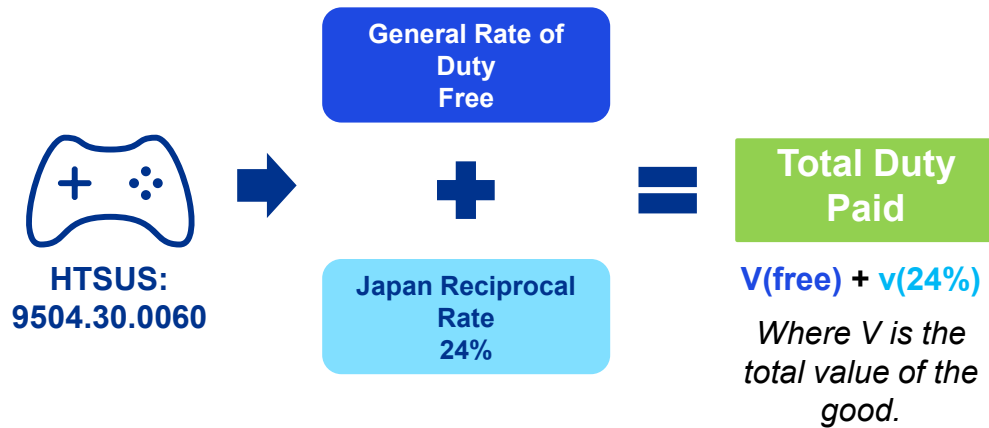 General Rate of
Duty
Free
HTSUS:
9504.30.0060
Japan Reciprocal
Rate
24%
Total Duty
Paid
V(free) + v(24%)
Where V is the
total value of the
good.